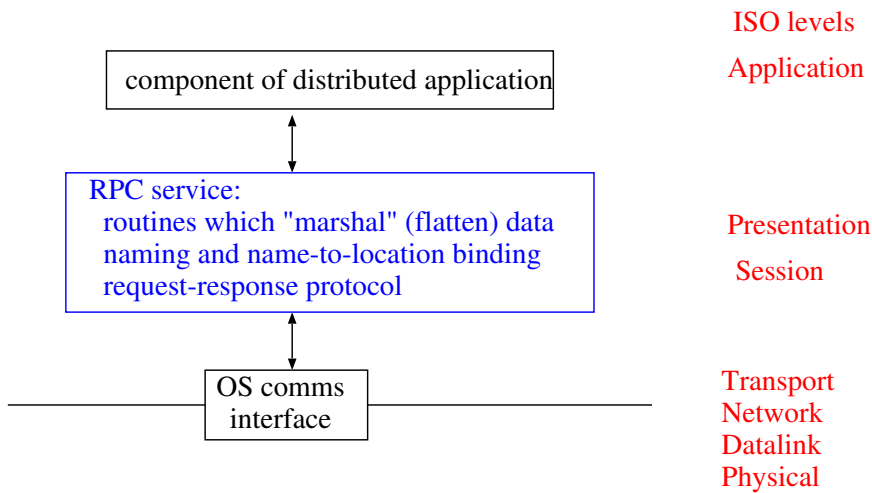 ISO levels
component of distributed application
Application
RPC service:
routines which "marshal" (flatten) data
naming and name-to-location binding
request-response protocol
Presentation
Session
OS comms
interface
Transport
Network
Datalink
Physical